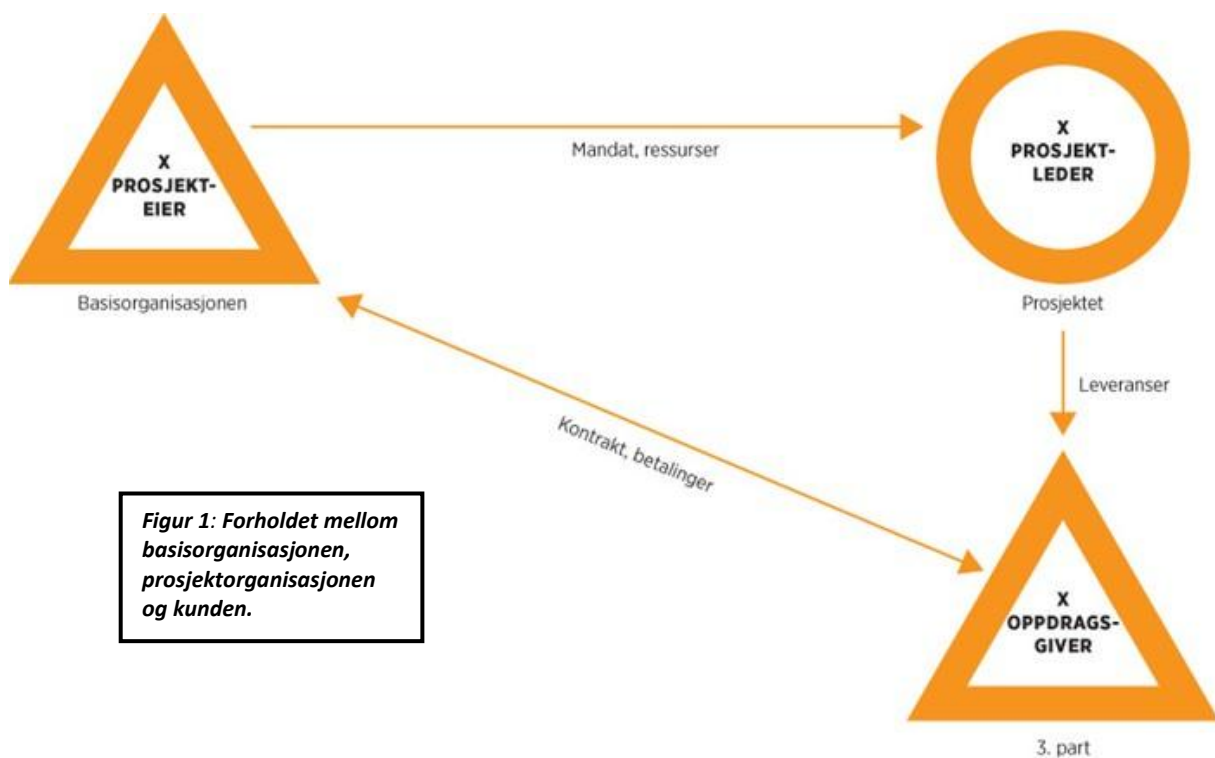 X
PROSJEKT-
EIER
Basisorganisasjonen
Mandat, ressurser
X
PROSJEKT-
LEDER
Prosjektet
Leveranser
Kontrakt, betalinger
Figur 1: Forholdet mellom
basisorganisasjonen,
prosjektorganisasjonen
og kunden.
X
OPPDRAGS-
GIVER
3. part